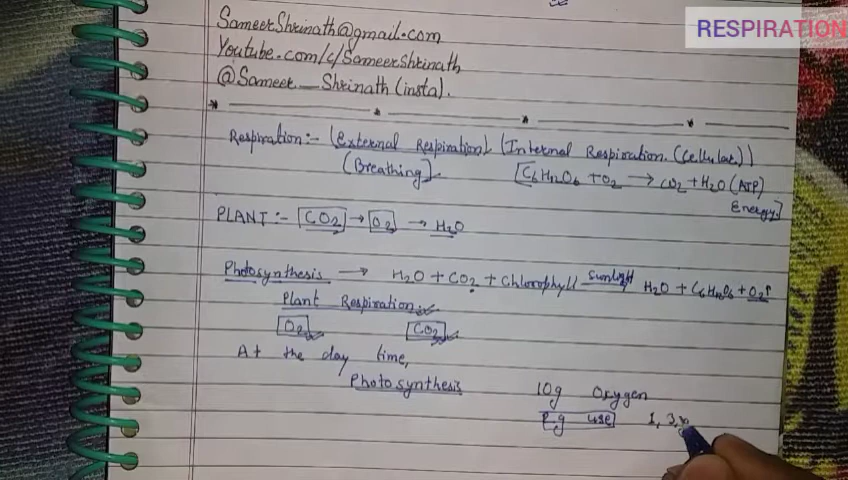 RESPIRATION
SameerShrinath@gmail.com
Youtube.com/c/SameerShrinath
@Sameer_Shrinath (insta).
Respiration:- (External Respiration) (Internal Respiration. (Cellular))
(Breathing) [C6H12O6 + O2 → CO2 + H2O (ATP)
Energy]
PLANT:- CO2 → O2 → H2O
Photosynthesis → H2O + CO2 + Chlorophyll sunlight H2O + C6H12O6 + O2↑
Plant Respiration:-
O2 CO2
At the day time,
Photosynthesis 10g Oxygen
g use 1, 3,